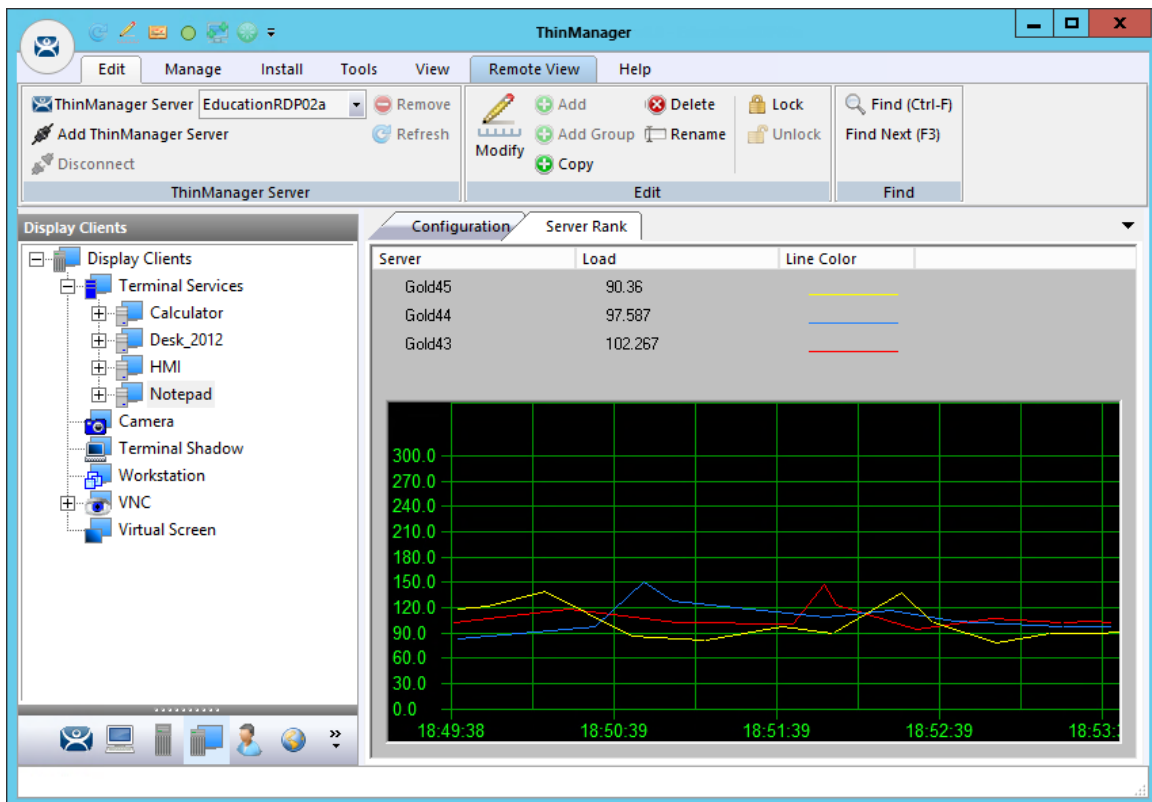 ThinManager
Edit Manage Install Tools View Remote View Help
ThinManager Server EducationRDP02a Remove
Add ThinManager Server Refresh
Disconnect
ThinManager Server
Modify
Add Delete
Add Group Rename
Copy
Edit
Lock
Unlock
Find (Ctrl-F)
Find Next (F3)
Find
Display Clients
Display Clients
Terminal Services
Calculator
Desk_2012
HMI
Notepad
Camera
Terminal Shadow
Workstation
VNC
Virtual Screen
Configuration Server Rank
Server Load Line Color
Gold45 90.36
Gold44 97.587
Gold43 102.267
300.0
270.0
240.0
210.0
180.0
150.0
120.0
90.0
60.0
30.0
0.0
18:49:38 18:50:39 18:51:39 18:52:39 18:53: